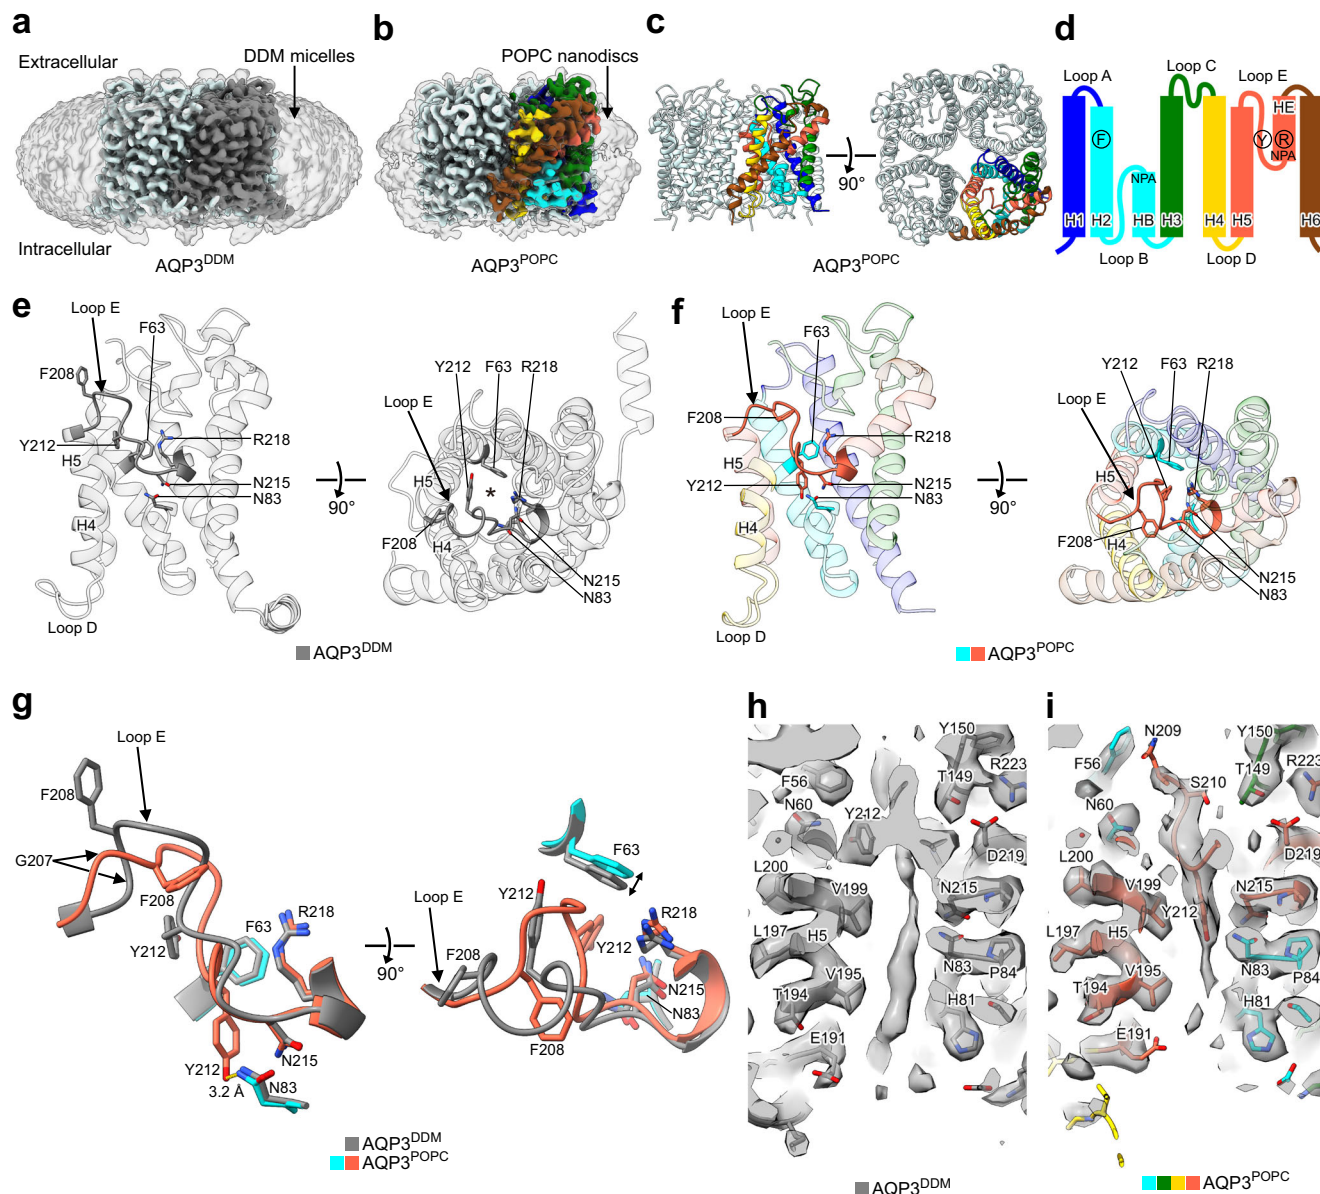 a
Extracellular
DDM micelles
Intracellular
AQP3DDM
b
POPC nanodiscs
AQP3POPC
c
90°
AQP3POPC
d
Loop A
Loop C
Loop E
HE
F
Y
R
NPA
NPA
H1
H2
HB
H3
H4
H5
H6
Loop B
Loop D
e
Loop E
F63
F208
Y212
H5
R218
N215
N83
H4
Loop D
90°
Y212
F63
R218
Loop E
H5
*
F208
H4
N215
N83
AQP3DDM
f
Loop E
F63
F208
R218
H5
Y212
N215
N83
H4
Loop D
90°
Y212
F63
R218
Loop E
H5
F208
H4
N215
N83
AQP3POPC
g
Loop E
F208
G207
F208
F63
R218
Y212
Y212
N215
3.2 Å
N83
90°
F63
Y212
Loop E
R218
F208
Y212
N215
N83
F208
AQP3DDM
AQP3POPC
h
Y150
F56
T149
R223
N60
Y212
D219
L200
V199
N215
L197
H5
N83
V195
P84
T194
H81
E191
AQP3DDM
i
N209
Y150
F56
T149
R223
S210
N60
D219
L200
V199
N215
Y212
L197
H5
N83
V195
P84
T194
H81
E191
AQP3POPC